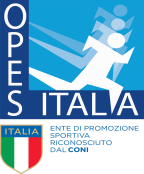 OPES
ITALIA
ITALIA
ENTE DI PROMOZIONE
SPORTIVA
RICONOSCIUTO
DAL CONI